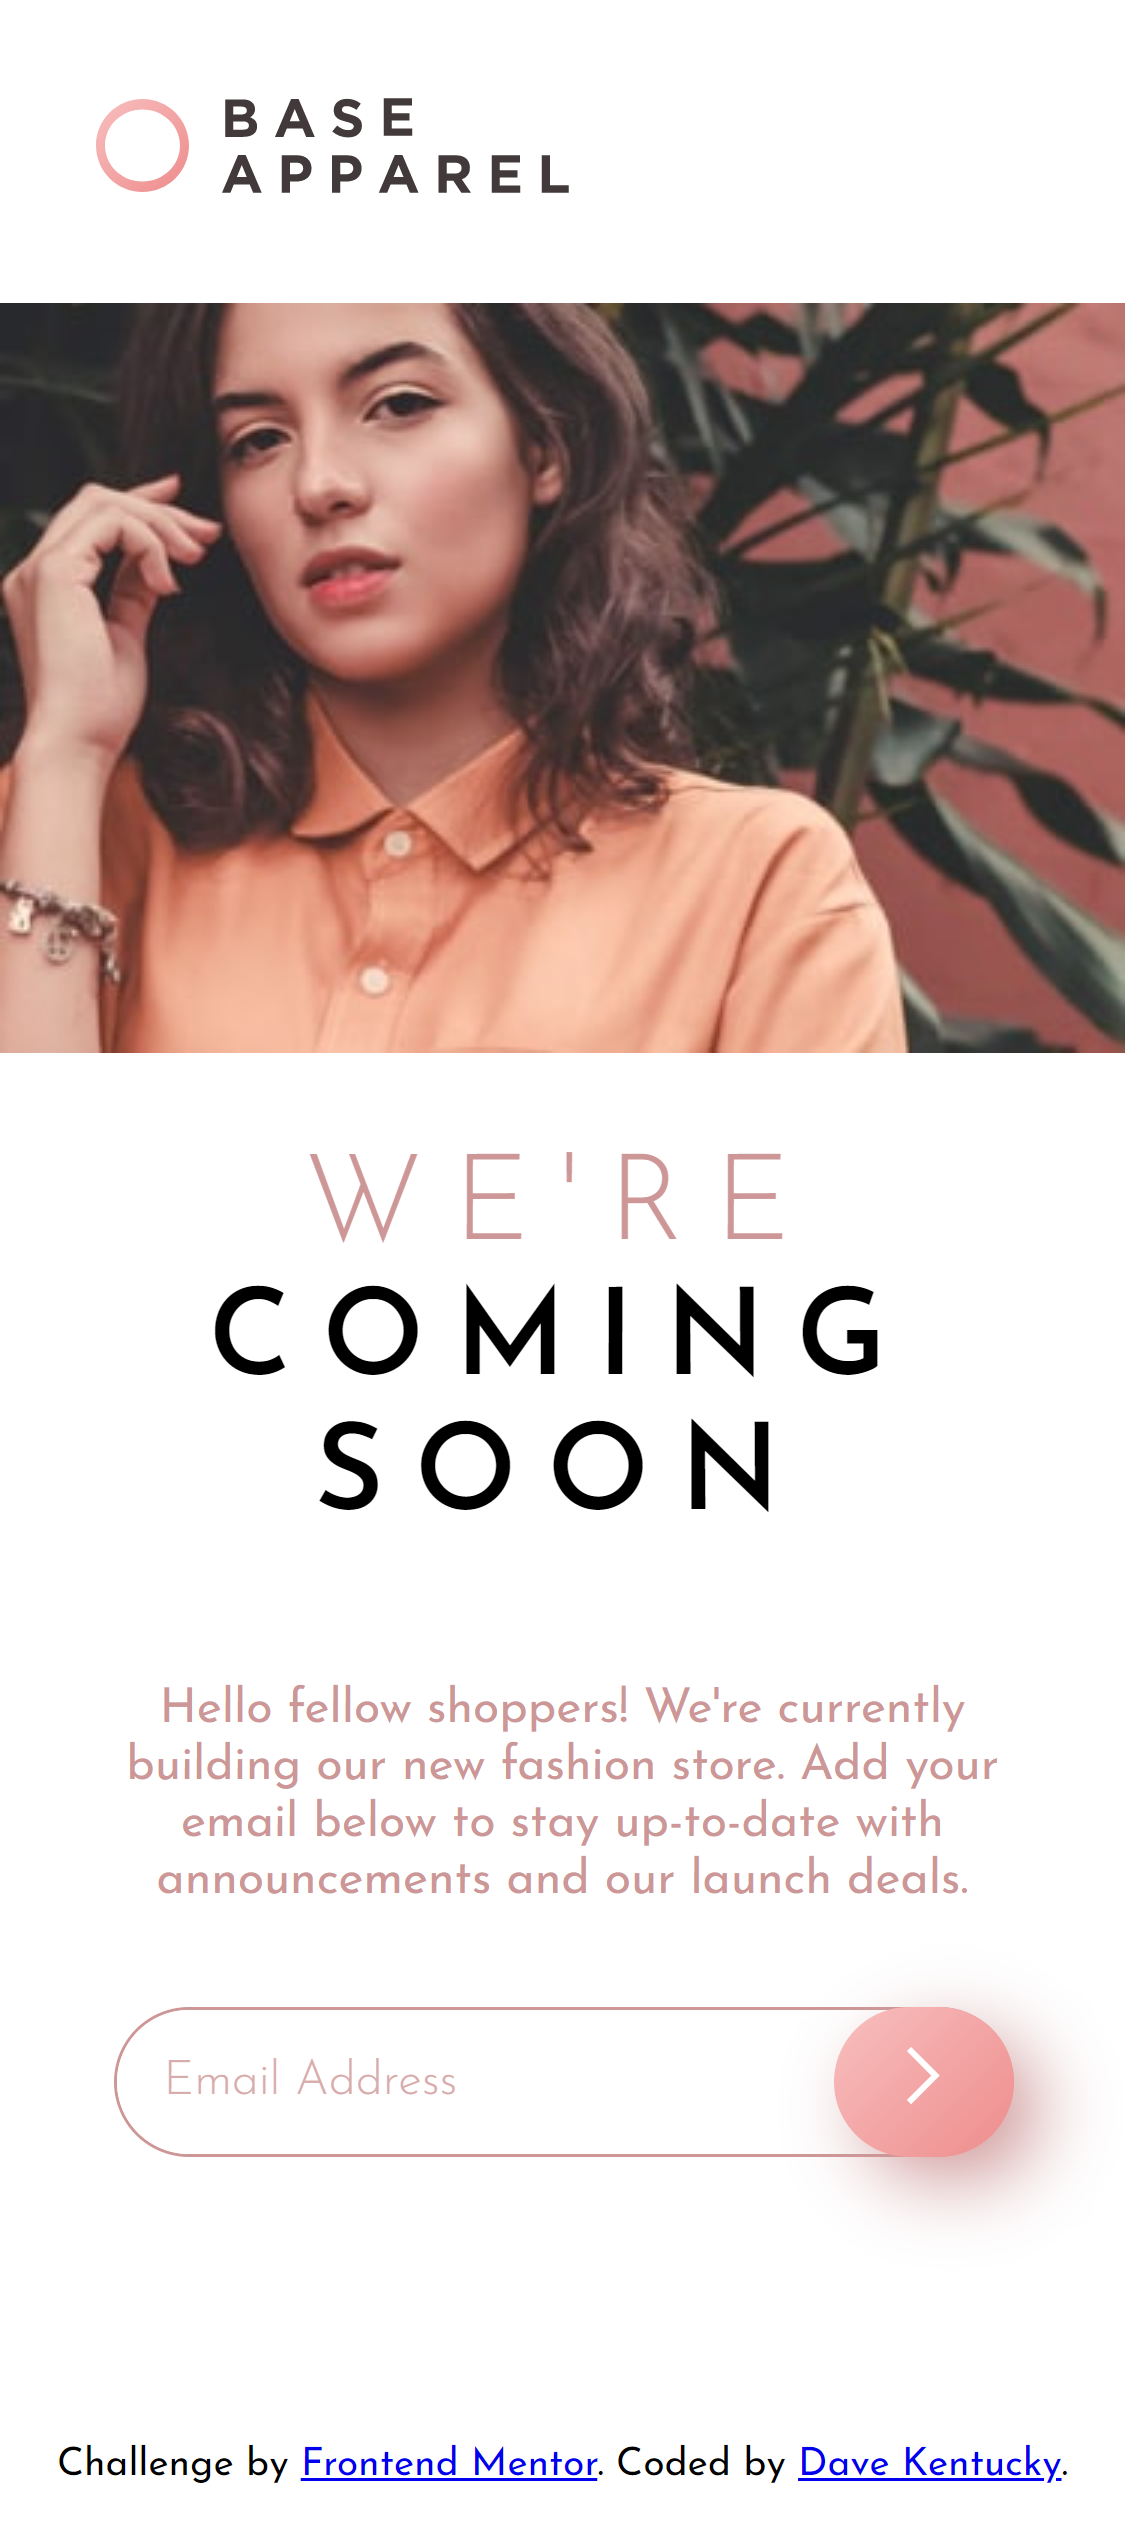 BASE
APPAREL
WE'RE
COMING
SOON
Hello fellow shoppers! We're currently
building our new fashion store. Add your
email below to stay up-to-date with
announcements and our launch deals.
Email Address
Challenge by Frontend Mentor. Coded by Dave Kentucky.